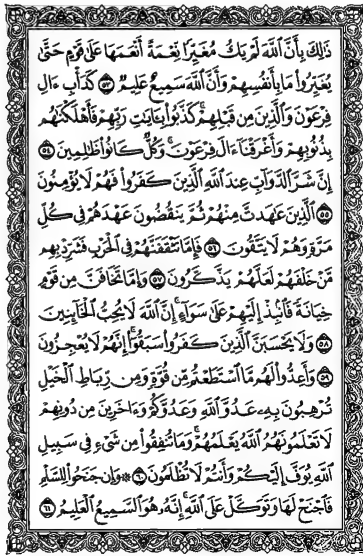 ذَٰلِكَ بِأَنَّ ٱللَّهَ لَمْ يَكُ مُغَيِّرًا نِّعْمَةً أَنْعَمَهَا عَلَىٰ قَوْمٍ حَتَّىٰ
يُغَيِّرُوا۟ مَا بِأَنفُسِهِمْ وَأَنَّ ٱللَّهَ سَمِيعٌ عَلِيمٌ ٥٣ كَدَأْبِ ءَالِ
فِرْعَوْنَ وَٱلَّذِينَ مِن قَبْلِهِمْ ۚ كَذَّبُوا۟ بِـَٔايَٰتِ رَبِّهِمْ فَأَهْلَكْنَٰهُم
بِذُنُوبِهِمْ وَأَغْرَقْنَآ ءَالَ فِرْعَوْنَ ۚ وَكُلٌّ كَانُوا۟ ظَٰلِمِينَ ٥٤
إِنَّ شَرَّ ٱلدَّوَآبِّ عِندَ ٱللَّهِ ٱلَّذِينَ كَفَرُوا۟ فَهُمْ لَا يُؤْمِنُونَ
٥٥ ٱلَّذِينَ عَٰهَدتَّ مِنْهُمْ ثُمَّ يَنقُضُونَ عَهْدَهُمْ فِى كُلِّ
مَرَّةٍ وَهُمْ لَا يَتَّقُونَ ٥٦ فَإِمَّا تَثْقَفَنَّهُمْ فِى ٱلْحَرْبِ فَشَرِّدْ بِهِم
مَّنْ خَلْفَهُمْ لَعَلَّهُمْ يَذَّكَّرُونَ ٥٧ وَإِمَّا تَخَافَنَّ مِن قَوْمٍ
خِيَانَةً فَٱنۢبِذْ إِلَيْهِمْ عَلَىٰ سَوَآءٍ ۚ إِنَّ ٱللَّهَ لَا يُحِبُّ ٱلْخَآئِنِينَ
٥٨ وَلَا يَحْسَبَنَّ ٱلَّذِينَ كَفَرُوا۟ سَبَقُوٓا۟ ۚ إِنَّهُمْ لَا يُعْجِزُونَ
٥٩ وَأَعِدُّوا۟ لَهُم مَّا ٱسْتَطَعْتُم مِّن قُوَّةٍ وَمِن رِّبَاطِ ٱلْخَيْلِ
تُرْهِبُونَ بِهِۦ عَدُوَّ ٱللَّهِ وَعَدُوَّكُمْ وَءَاخَرِينَ مِن دُونِهِمْ
لَا تَعْلَمُونَهُمُ ٱللَّهُ يَعْلَمُهُمْ ۚ وَمَا تُنفِقُوا۟ مِن شَىْءٍ فِى سَبِيلِ
ٱللَّهِ يُوَفَّ إِلَيْكُمْ وَأَنتُمْ لَا تُظْلَمُونَ ٦٠ ۞ وَإِن جَنَحُوا۟ لِلسَّلْمِ
فَٱجْنَحْ لَهَا وَتَوَكَّلْ عَلَى ٱللَّهِ ۚ إِنَّهُۥ هُوَ ٱلسَّمِيعُ ٱلْعَلِيمُ ٦١